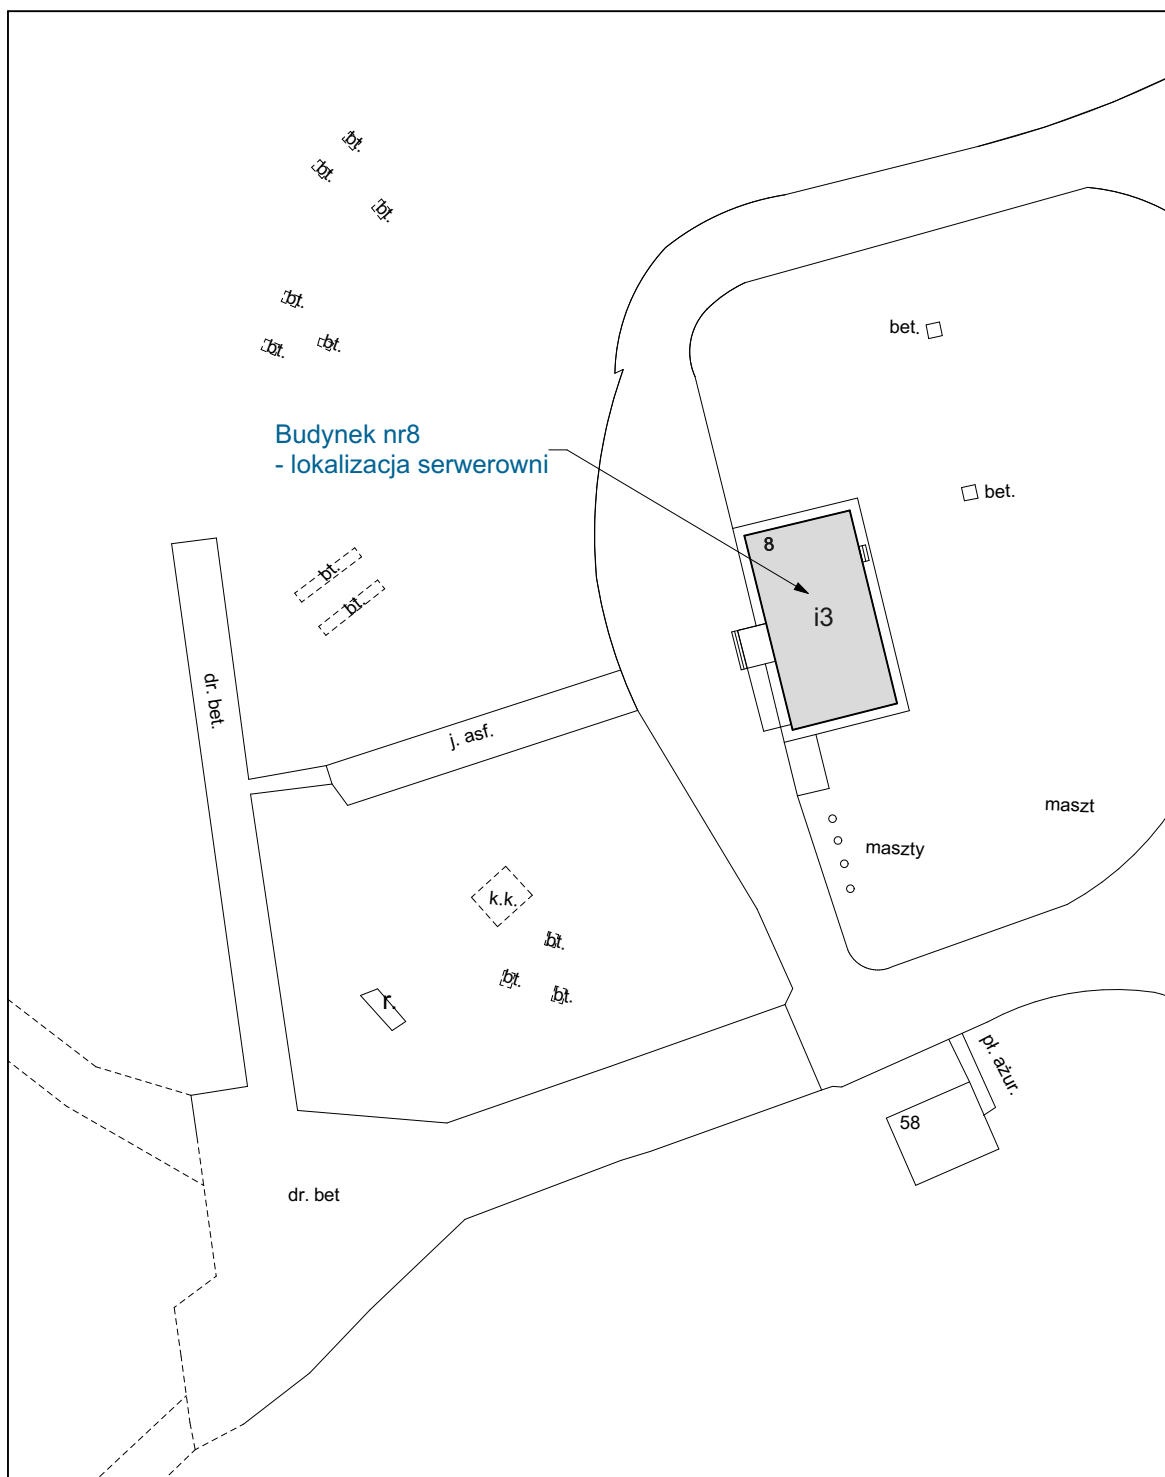 bt.
bt.
bt.
bt.
bt.
bt.
bet.
Budynek nr8
- lokalizacja serwerowni
bet.
8
bt.
bt.
i3
dr. bet.
j. asf.
maszt
maszty
k.k.
bt.
bt.
bt.
r.
pł. ażur.
58
dr. bet